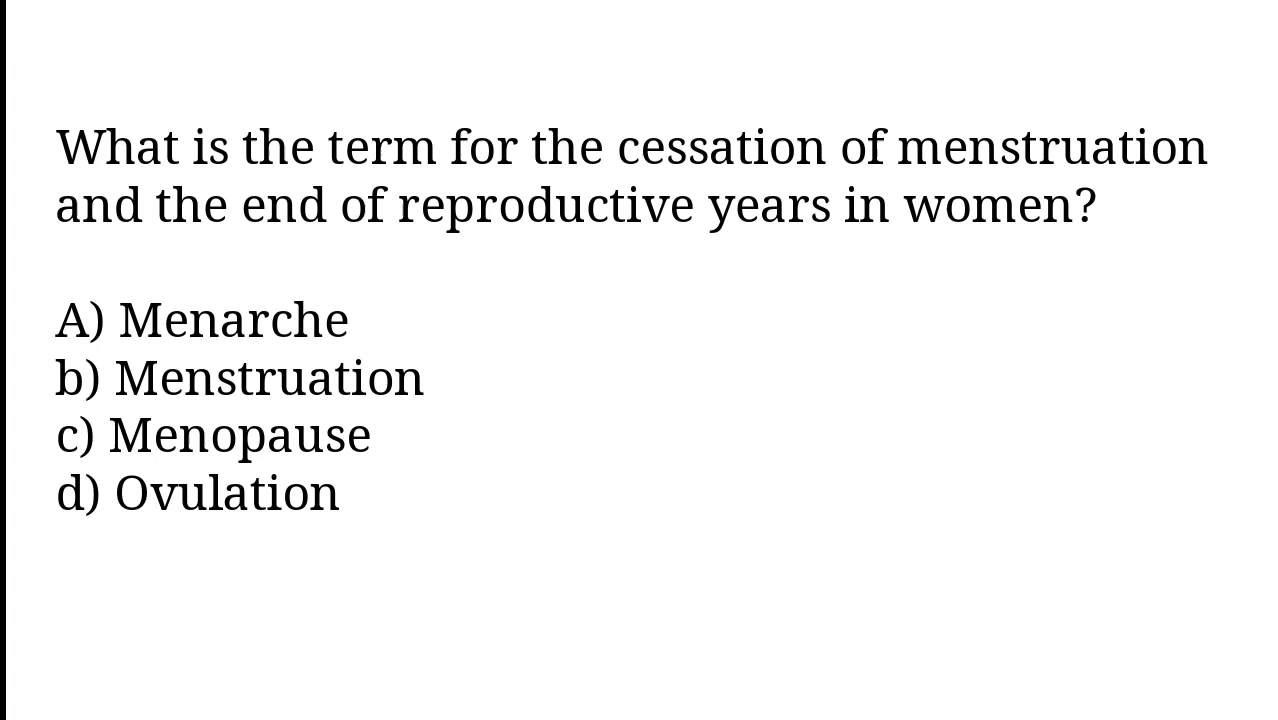 What is the term for the cessation of menstruation
and the end of reproductive years in women?
A) Menarche
b) Menstruation
c) Menopause
d) Ovulation